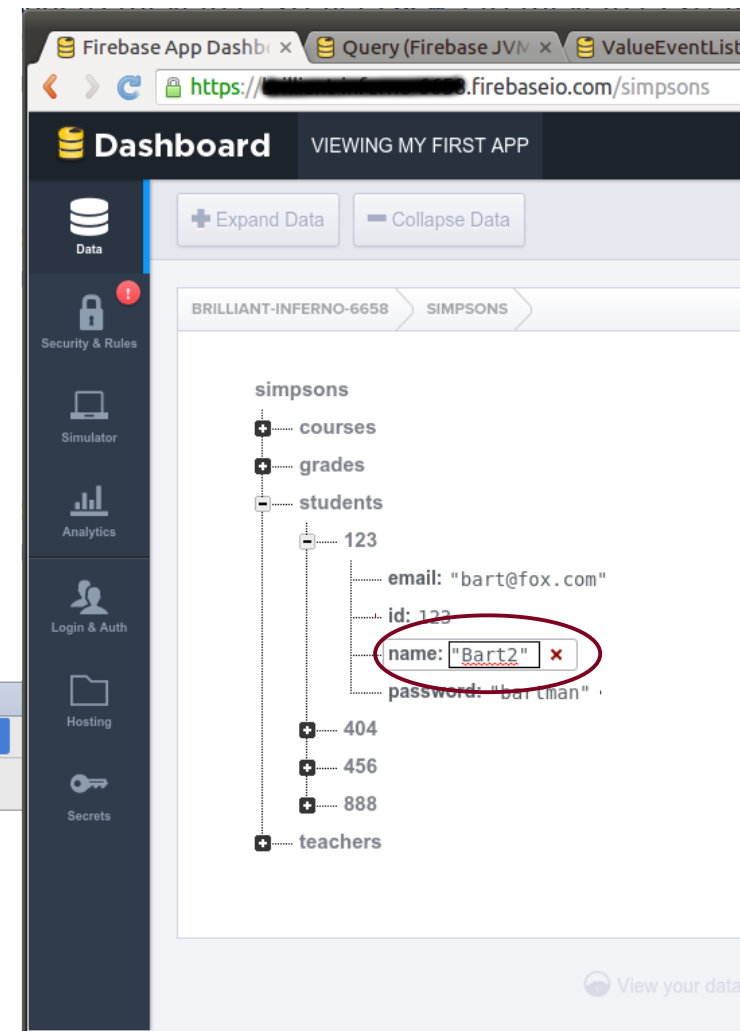 Firebase App Dashb × Query (Firebase JVM × ValueEventList
https:// .firebaseio.com/simpsons
Dashboard VIEWING MY FIRST APP
Data
+ Expand Data − Collapse Data
Security & Rules
!
BRILLIANT-INFERNO-6658 SIMPSONS
Simulator
Analytics
Login & Auth
Hosting
Secrets
simpsons
courses
grades
students
123
email: "bart@fox.com"
id: 123
name: "Bart2" ×
password: "bartman"
404
456
888
teachers
View your data